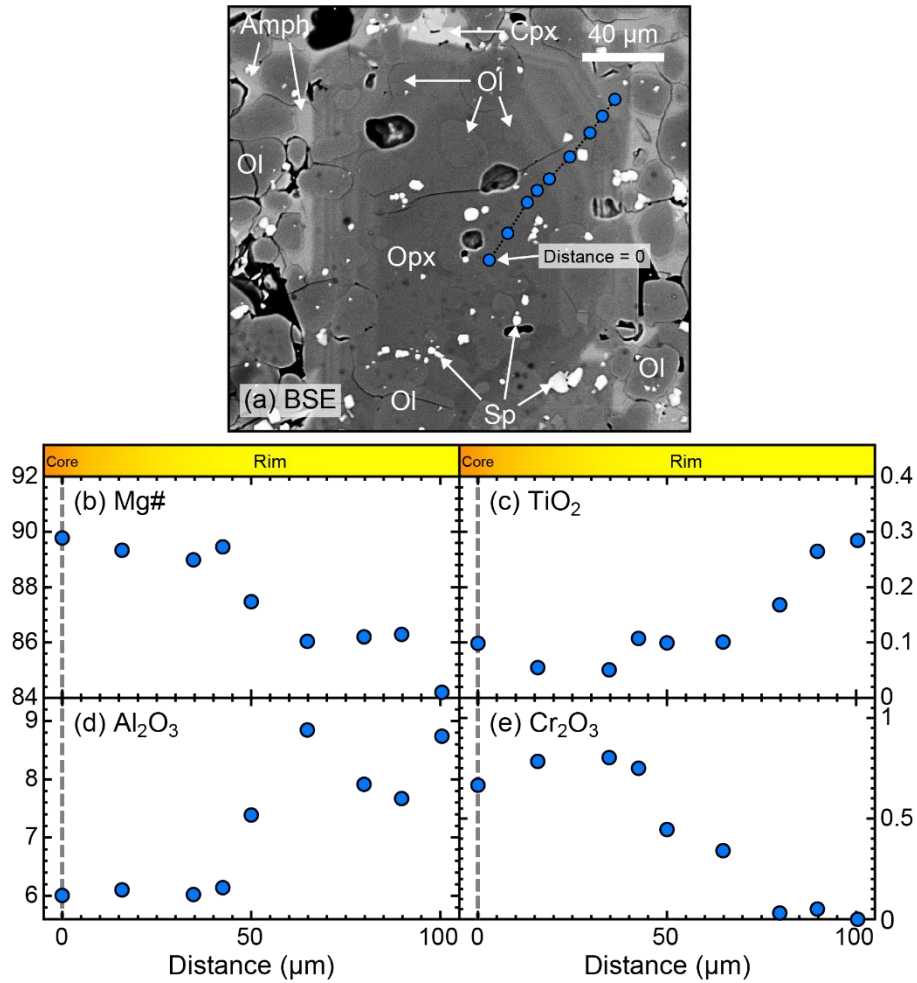 Amph
Cpx
40 μm
Ol
Ol
Opx
Distance = 0
Ol
(a) BSE
Ol
Sp
Core
Rim
Core
Rim
92
(b) Mg#
(c) TiO₂
0.4
90
0.3
88
0.2
86
0.1
84
0
9
(d) Al₂O₃
(e) Cr₂O₃
1
8
7
0.5
6
0
0
50
100
0
50
100
Distance (μm)
Distance (μm)